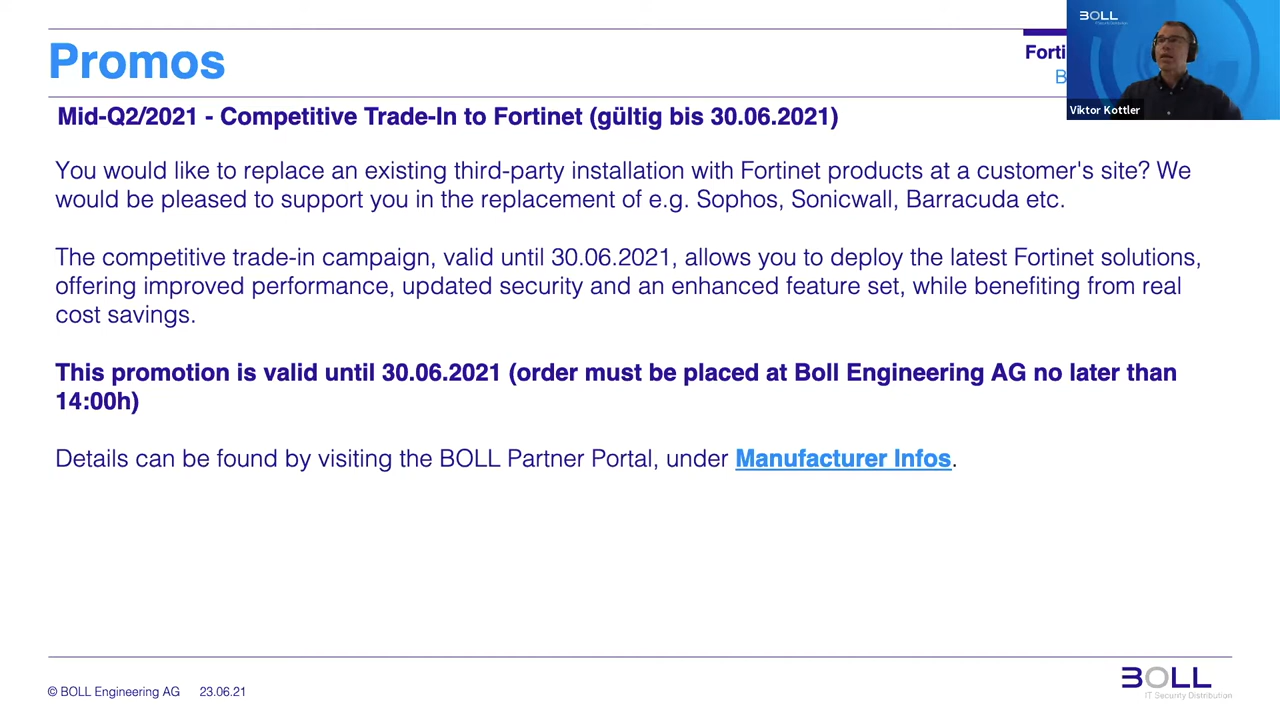 Promos
Forti
B
BOLL
Viktor Kottler
Mid-Q2/2021 - Competitive Trade-In to Fortinet (gültig bis 30.06.2021)
You would like to replace an existing third-party installation with Fortinet products at a customer's site? We
would be pleased to support you in the replacement of e.g. Sophos, Sonicwall, Barracuda etc.
The competitive trade-in campaign, valid until 30.06.2021, allows you to deploy the latest Fortinet solutions,
offering improved performance, updated security and an enhanced feature set, while benefiting from real
cost savings.
This promotion is valid until 30.06.2021 (order must be placed at Boll Engineering AG no later than
14:00h)
Details can be found by visiting the BOLL Partner Portal, under Manufacturer Infos.
© BOLL Engineering AG 23.06.21
BOLL
IT Security Distribution